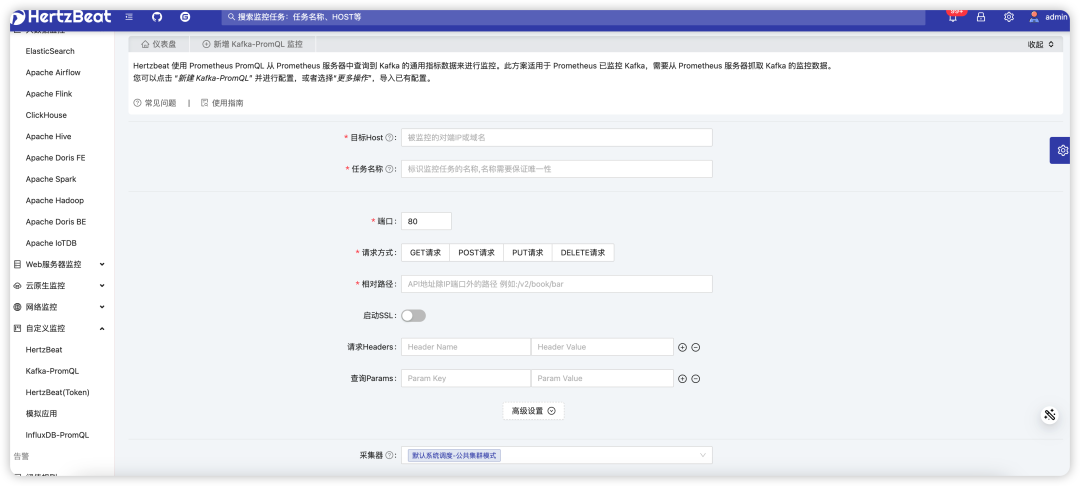 HertzBeat
搜索监控任务：任务名称、HOST等
99+
admin
ElasticSearch
Apache Airflow
Apache Flink
ClickHouse
Apache Hive
Apache Doris FE
Apache Spark
Apache Hadoop
Apache Doris BE
Apache IoTDB
Web服务器监控
云原生监控
网络监控
自定义监控
HertzBeat
Kafka-PromQL
HertzBeat(Token)
模拟应用
InfluxDB-PromQL
告警
仪表盘
新增 Kafka-PromQL 监控
收起
Hertzbeat 使用 Prometheus PromQL 从 Prometheus 服务器中查询到 Kafka 的通用指标数据来进行监控。此方案适用于 Prometheus 已监控 Kafka，需要从 Prometheus 服务器抓取 Kafka 的监控数据。
您可以点击 “新建 Kafka-PromQL” 并进行配置，或者选择“更多操作”，导入已有配置。
常见问题 | 使用指南
* 目标Host : 被监控的对端IP或域名
* 任务名称 : 标识监控任务的名称,名称需要保证唯一性
* 端口 : 80
* 请求方式 : GET请求 POST请求 PUT请求 DELETE请求
* 相对路径 : API地址除IP端口外的路径 例如:/v2/book/bar
启动SSL :
请求Headers : Header Name Header Value
查询Params : Param Key Param Value
高级设置
采集器 : 默认系统调度-公共集群模式